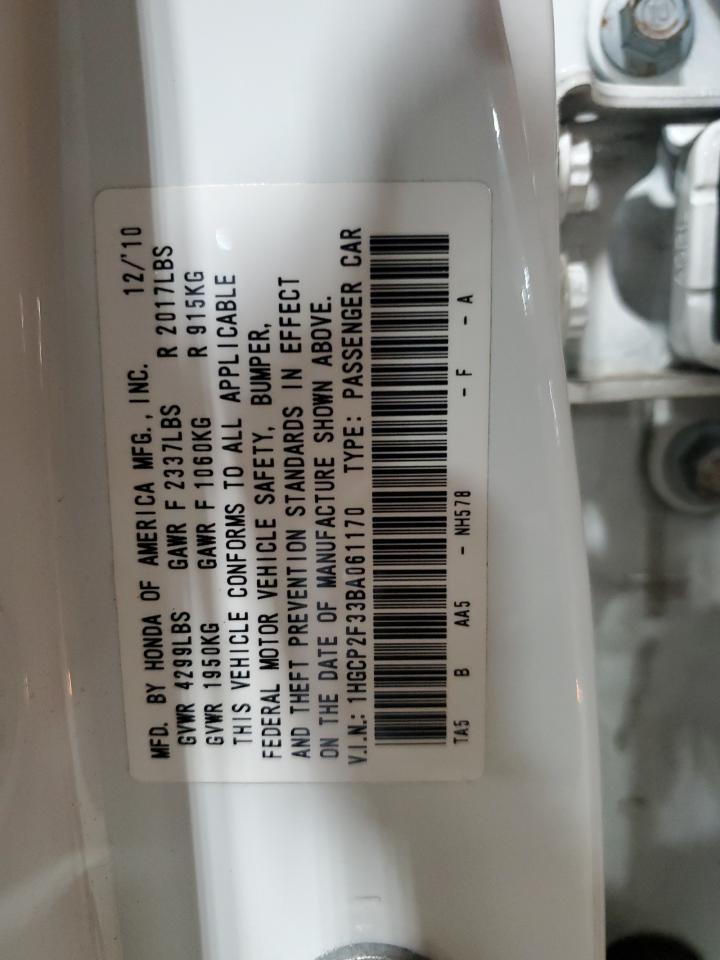 MFD. BY HONDA OF AMERICA MFG., INC. 12/'10
GVWR 4299LBS GAWR F 2337LBS R 2017LBS
GVWR 1950KG GAWR F 1060KG R 915KG
THIS VEHICLE CONFORMS TO ALL APPLICABLE
FEDERAL MOTOR VEHICLE SAFETY, BUMPER,
AND THEFT PREVENTION STANDARDS IN EFFECT
ON THE DATE OF MANUFACTURE SHOWN ABOVE.
V.I.N.: 1HGCP2F33BA061170 TYPE: PASSENGER CAR
TA5 B AA5 - NH578 - F - A